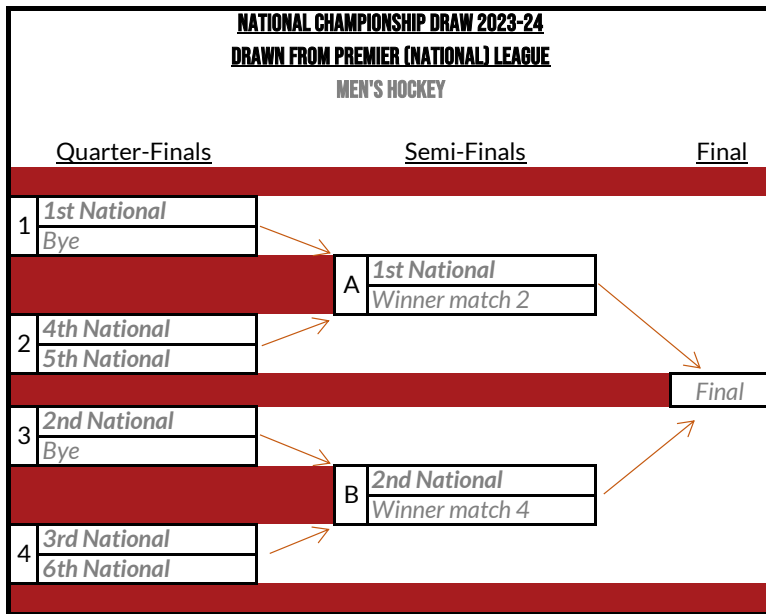 NATIONAL CHAMPIONSHIP DRAW 2023-24
DRAWN FROM PREMIER (NATIONAL) LEAGUE
MEN'S HOCKEY
Quarter-Finals Semi-Finals Final
1 1st National
Bye
A 1st National
Winner match 2
2 4th National
5th National
Final
3 2nd National
Bye
B 2nd National
Winner match 4
4 3rd National
6th National